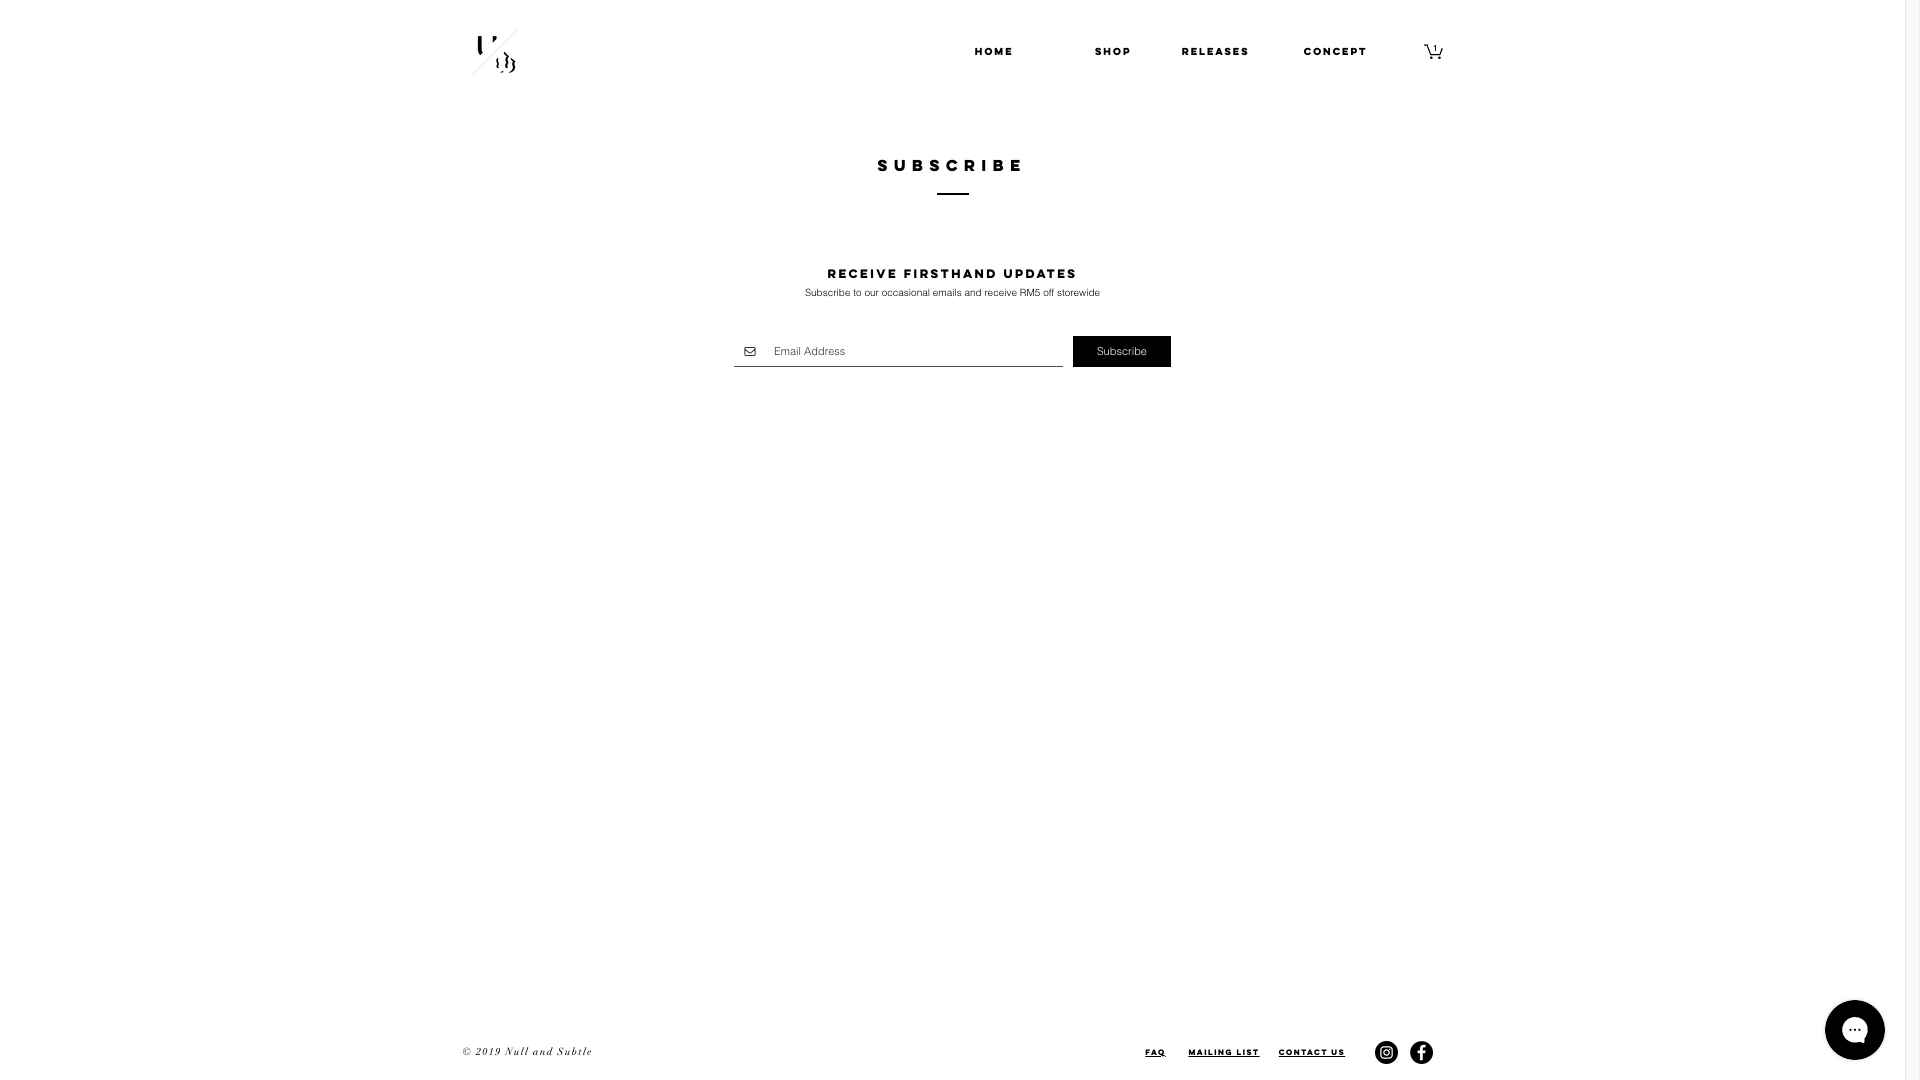 HOME
SHOP
RELEASES
CONCEPT
1
SUBSCRIBE
RECEIVE FIRSTHAND UPDATES
Subscribe to our occasional emails and receive RM5 off storewide
Email Address
Subscribe
© 2019 Null and Subtle
FAQ
MAILING LIST
CONTACT US